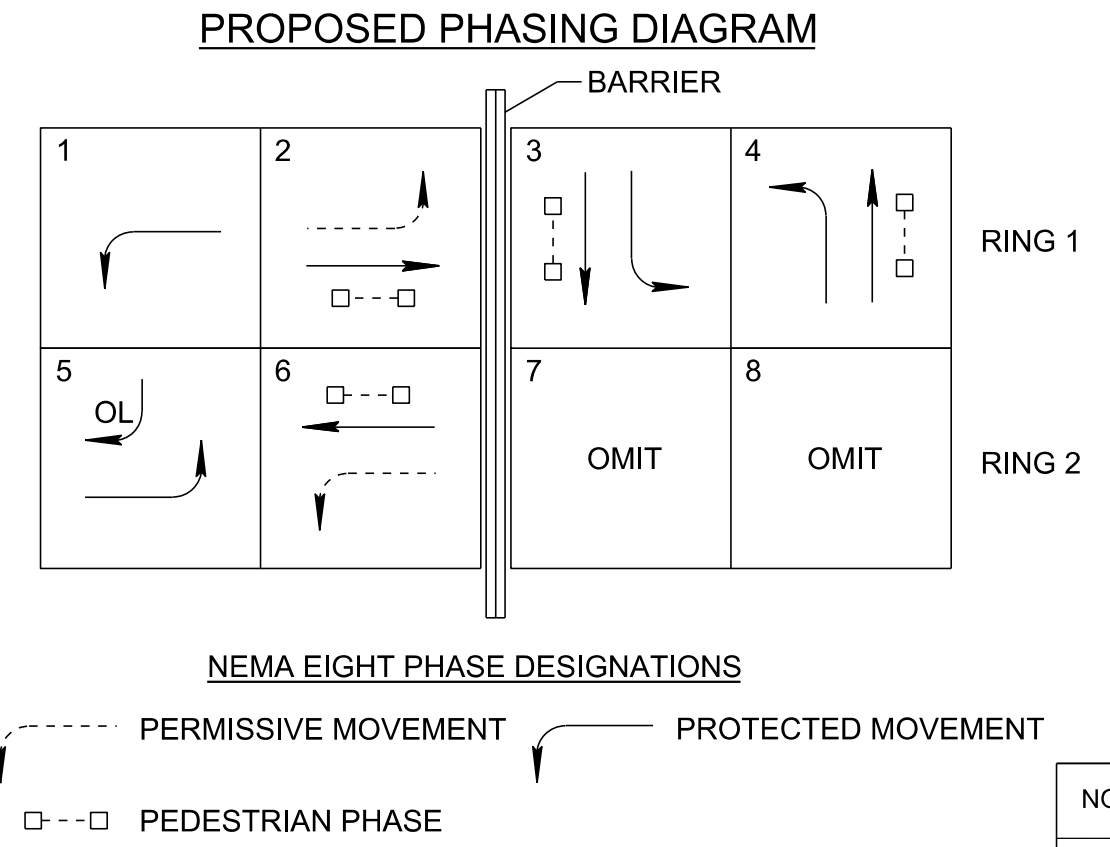 PROPOSED PHASING DIAGRAM
BARRIER
1
2
3
4
RING 1
5
OL
6
7
OMIT
8
OMIT
RING 2
NEMA EIGHT PHASE DESIGNATIONS
PERMISSIVE MOVEMENT
PROTECTED MOVEMENT
PEDESTRIAN PHASE